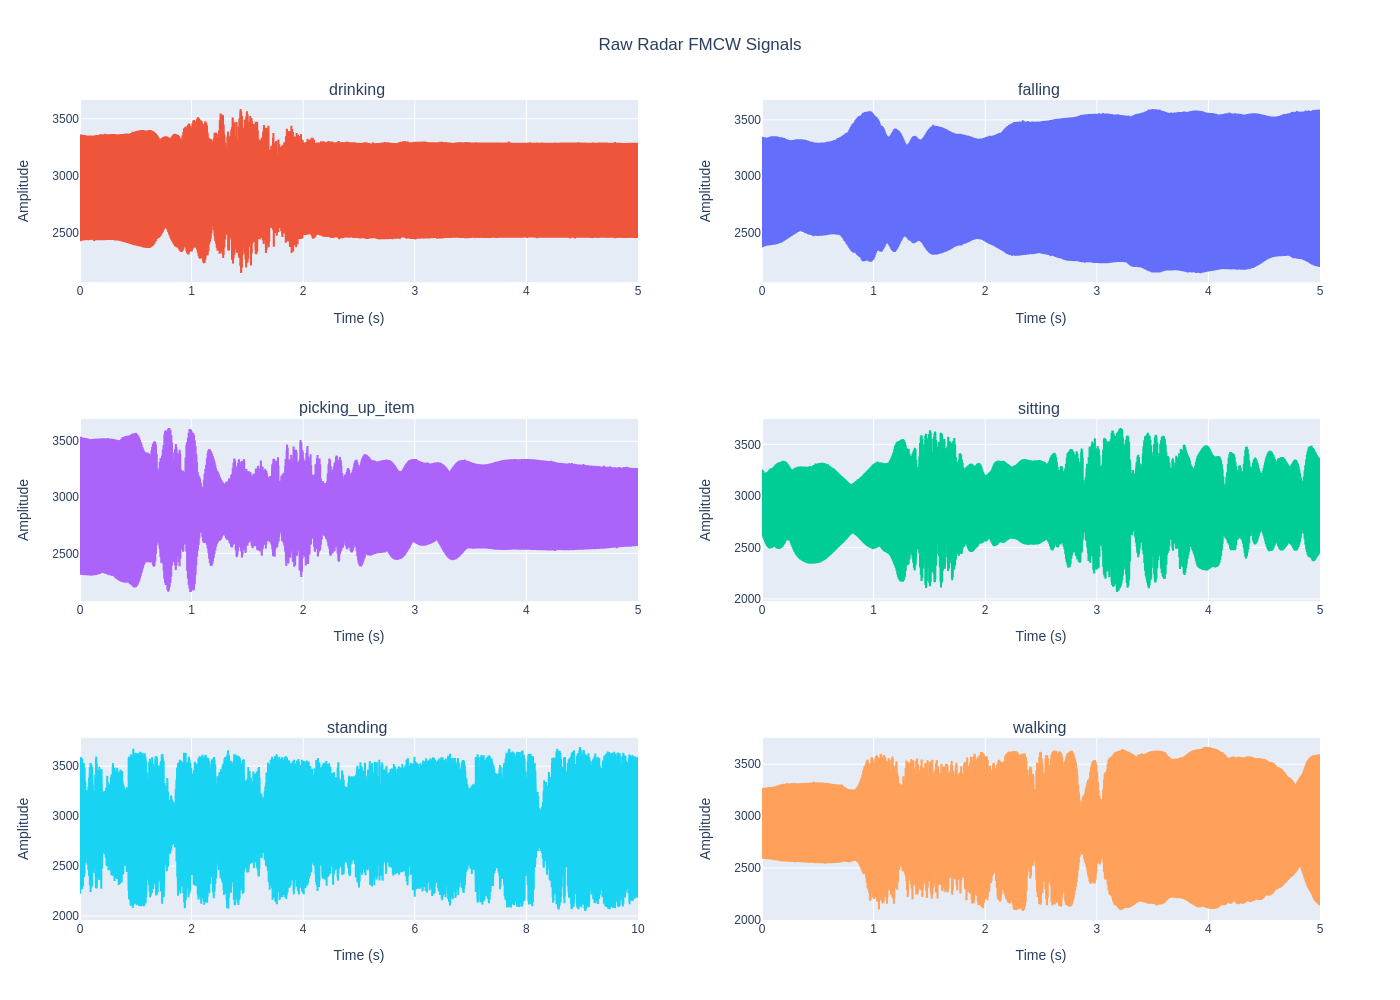 Raw Radar FMCW Signals
drinking
Amplitude
3500
3000
2500
0 1 2 3 4 5
Time (s)
falling
Amplitude
3500
3000
2500
0 1 2 3 4 5
Time (s)
picking_up_item
Amplitude
3500
3000
2500
0 1 2 3 4 5
Time (s)
sitting
Amplitude
3500
3000
2500
2000
0 1 2 3 4 5
Time (s)
standing
Amplitude
3500
3000
2500
2000
0 2 4 6 8 10
Time (s)
walking
Amplitude
3500
3000
2500
2000
0 1 2 3 4 5
Time (s)